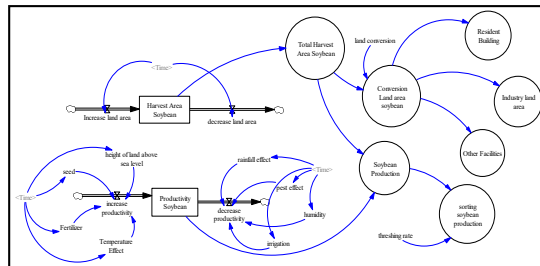 Total Harvest
Area Soybean
land conversion
Resident
Building
<Time>
Harvest Area
Soybean
Increase land area
decrease land area
Conversion
Land area
soybean
Industry land
area
Other Facilities
height of land above
sea level
seed
<Time>
increase
productivity
Fertilizer
Temperature
Effect
Productivity
Soybean
rainfall effect
<Time>
pest effect
decrease
productivity
humidity
irrigation
Soybean
Production
sorting
soybean
production
threshing rate